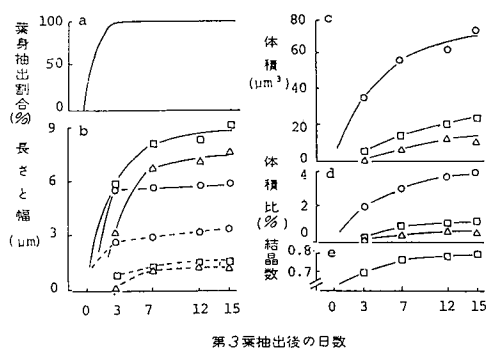 葉身抽出割合(%)
100
50
0
a
長さと幅
(μm)
9
6
3
0
b
0 3 7 12 15
体積
(μm³)
80
60
40
20
0
c
体積比(%)
4
2
0
d
結晶数
0.8
0.7
e
0 3 7 12 15
第3葉抽出後の日数